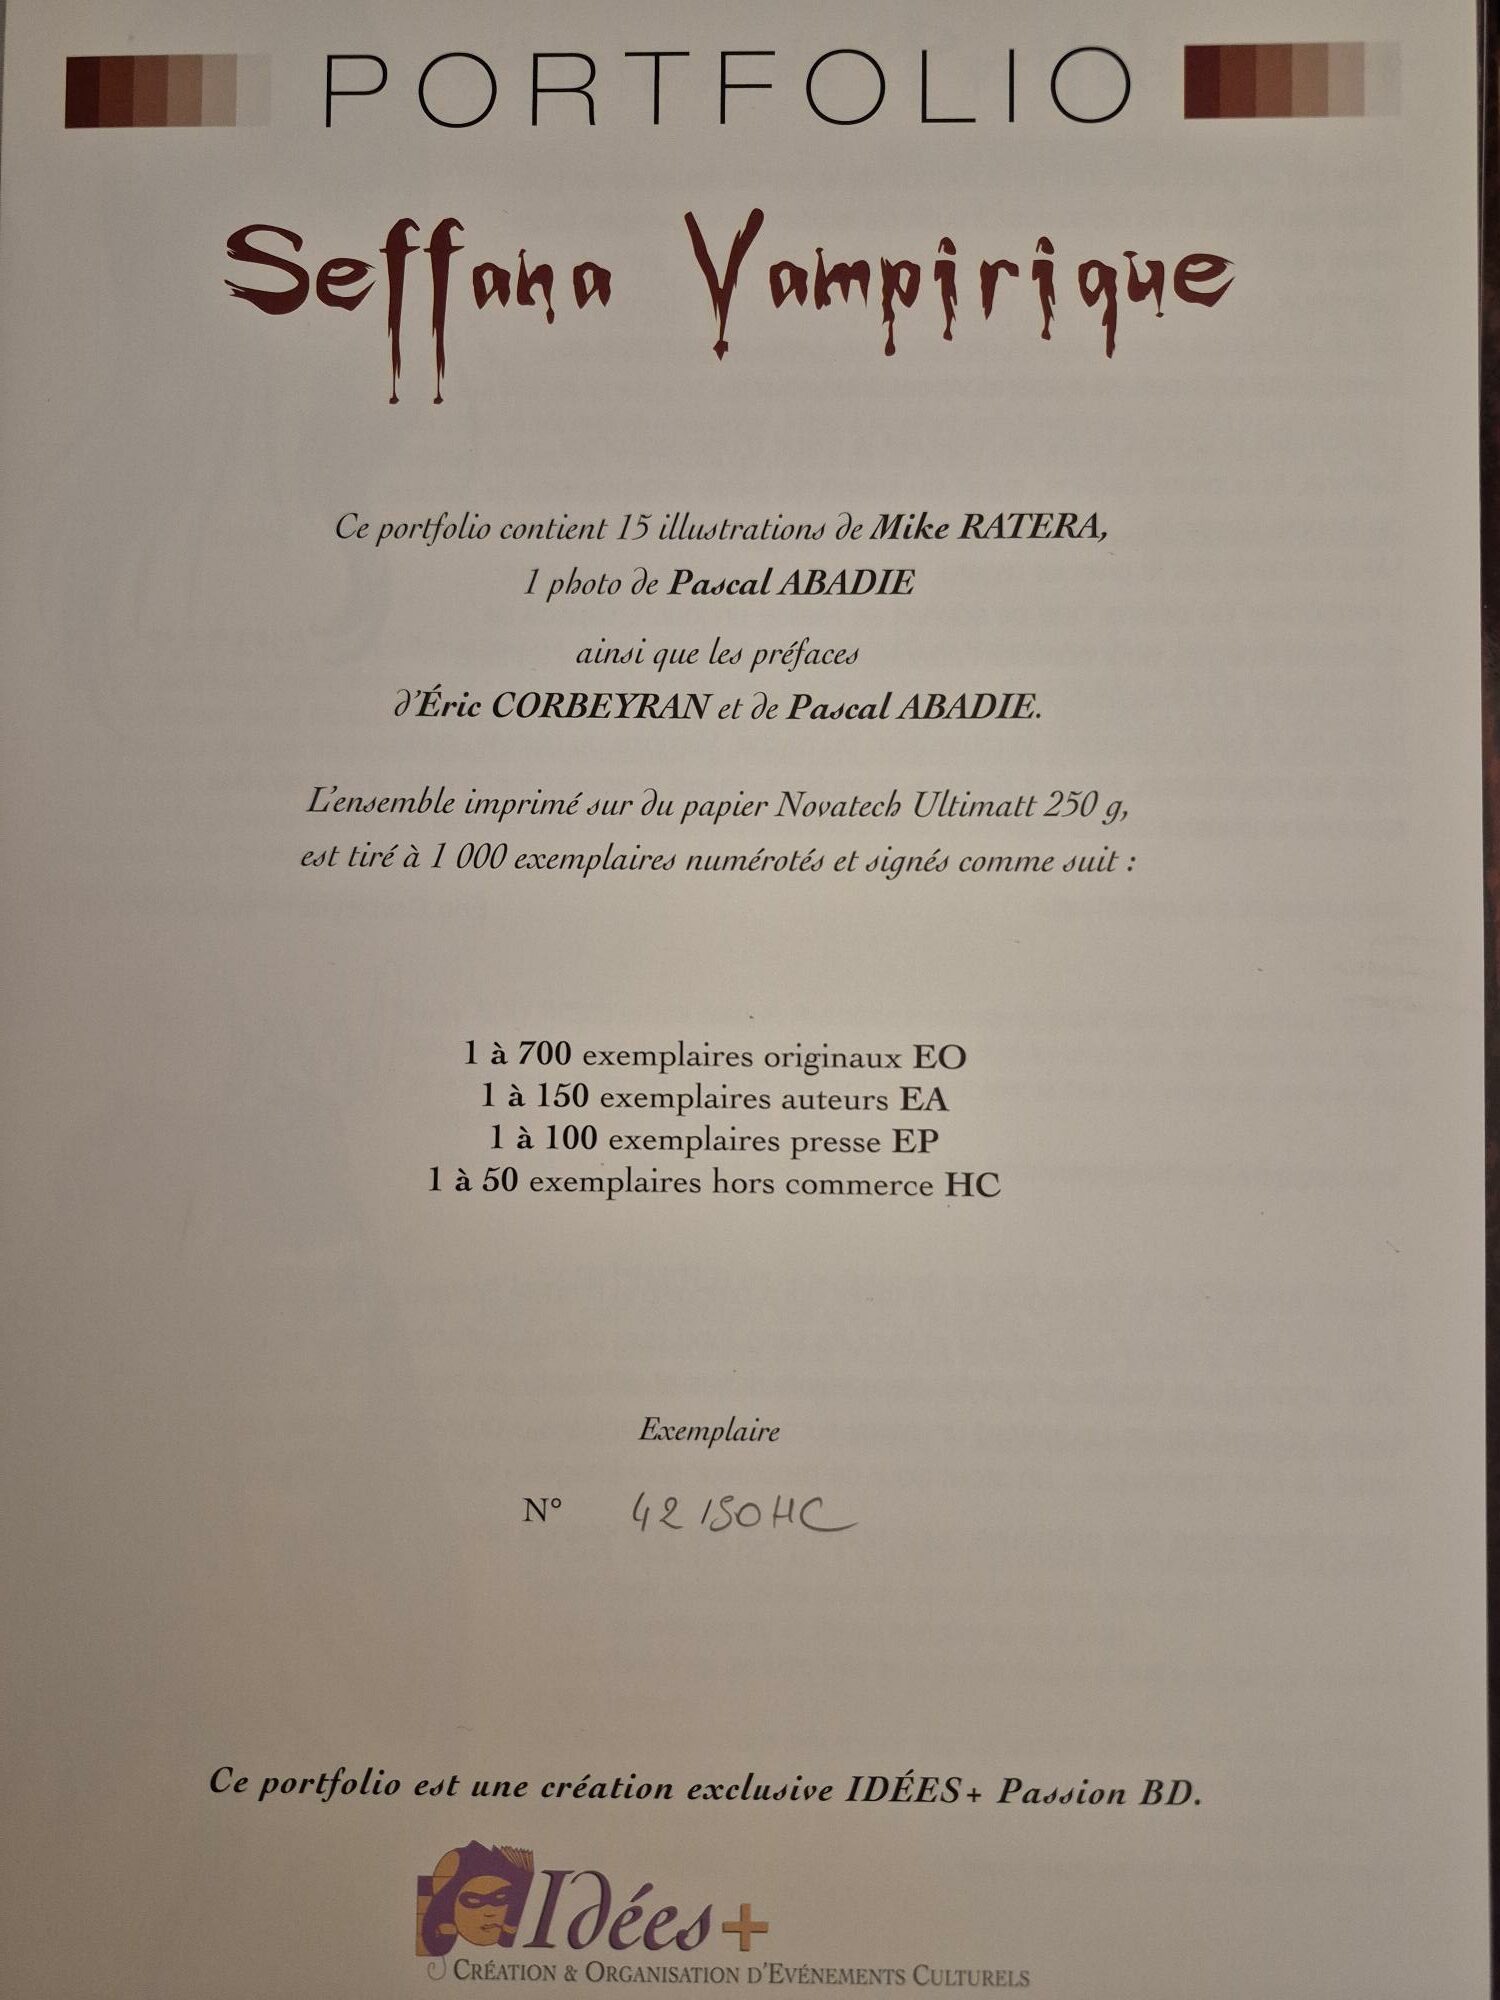 PORTFOLIO
Seffana Vampirique
Ce portfolio contient 15 illustrations de Mike RATERA,
1 photo de Pascal ABADIE
ainsi que les préfaces
d'Éric CORBEYRAN et de Pascal ABADIE.
L'ensemble imprimé sur du papier Novatech Ultimatt 250 g,
est tiré à 1 000 exemplaires numérotés et signés comme suit :
1 à 700 exemplaires originaux EO
1 à 150 exemplaires auteurs EA
1 à 100 exemplaires presse EP
1 à 50 exemplaires hors commerce HC
Exemplaire
N° 42/50 HC
Ce portfolio est une création exclusive IDÉES+ Passion BD.
Idées+
CRÉATION & ORGANISATION D'EVÉNEMENTS CULTURELS